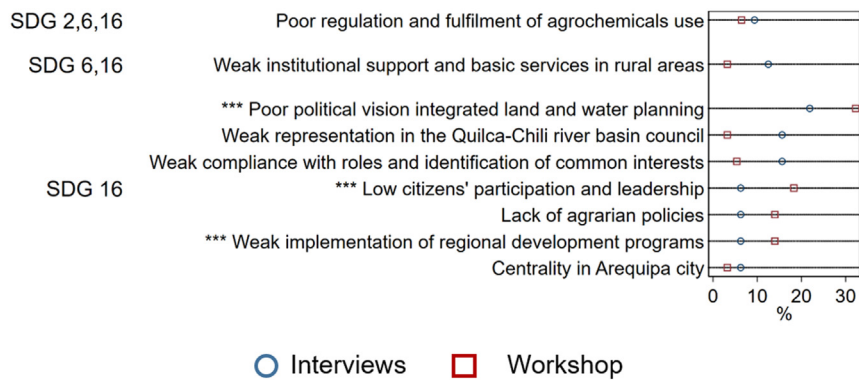 SDG 2,6,16 Poor regulation and fulfilment of agrochemicals use
SDG 6,16 Weak institutional support and basic services in rural areas
*** Poor political vision integrated land and water planning
Weak representation in the Quilca-Chili river basin council
Weak compliance with roles and identification of common interests
SDG 16 *** Low citizens' participation and leadership
Lack of agrarian policies
*** Weak implementation of regional development programs
Centrality in Arequipa city
0 10 20 30
%
Interviews Workshop